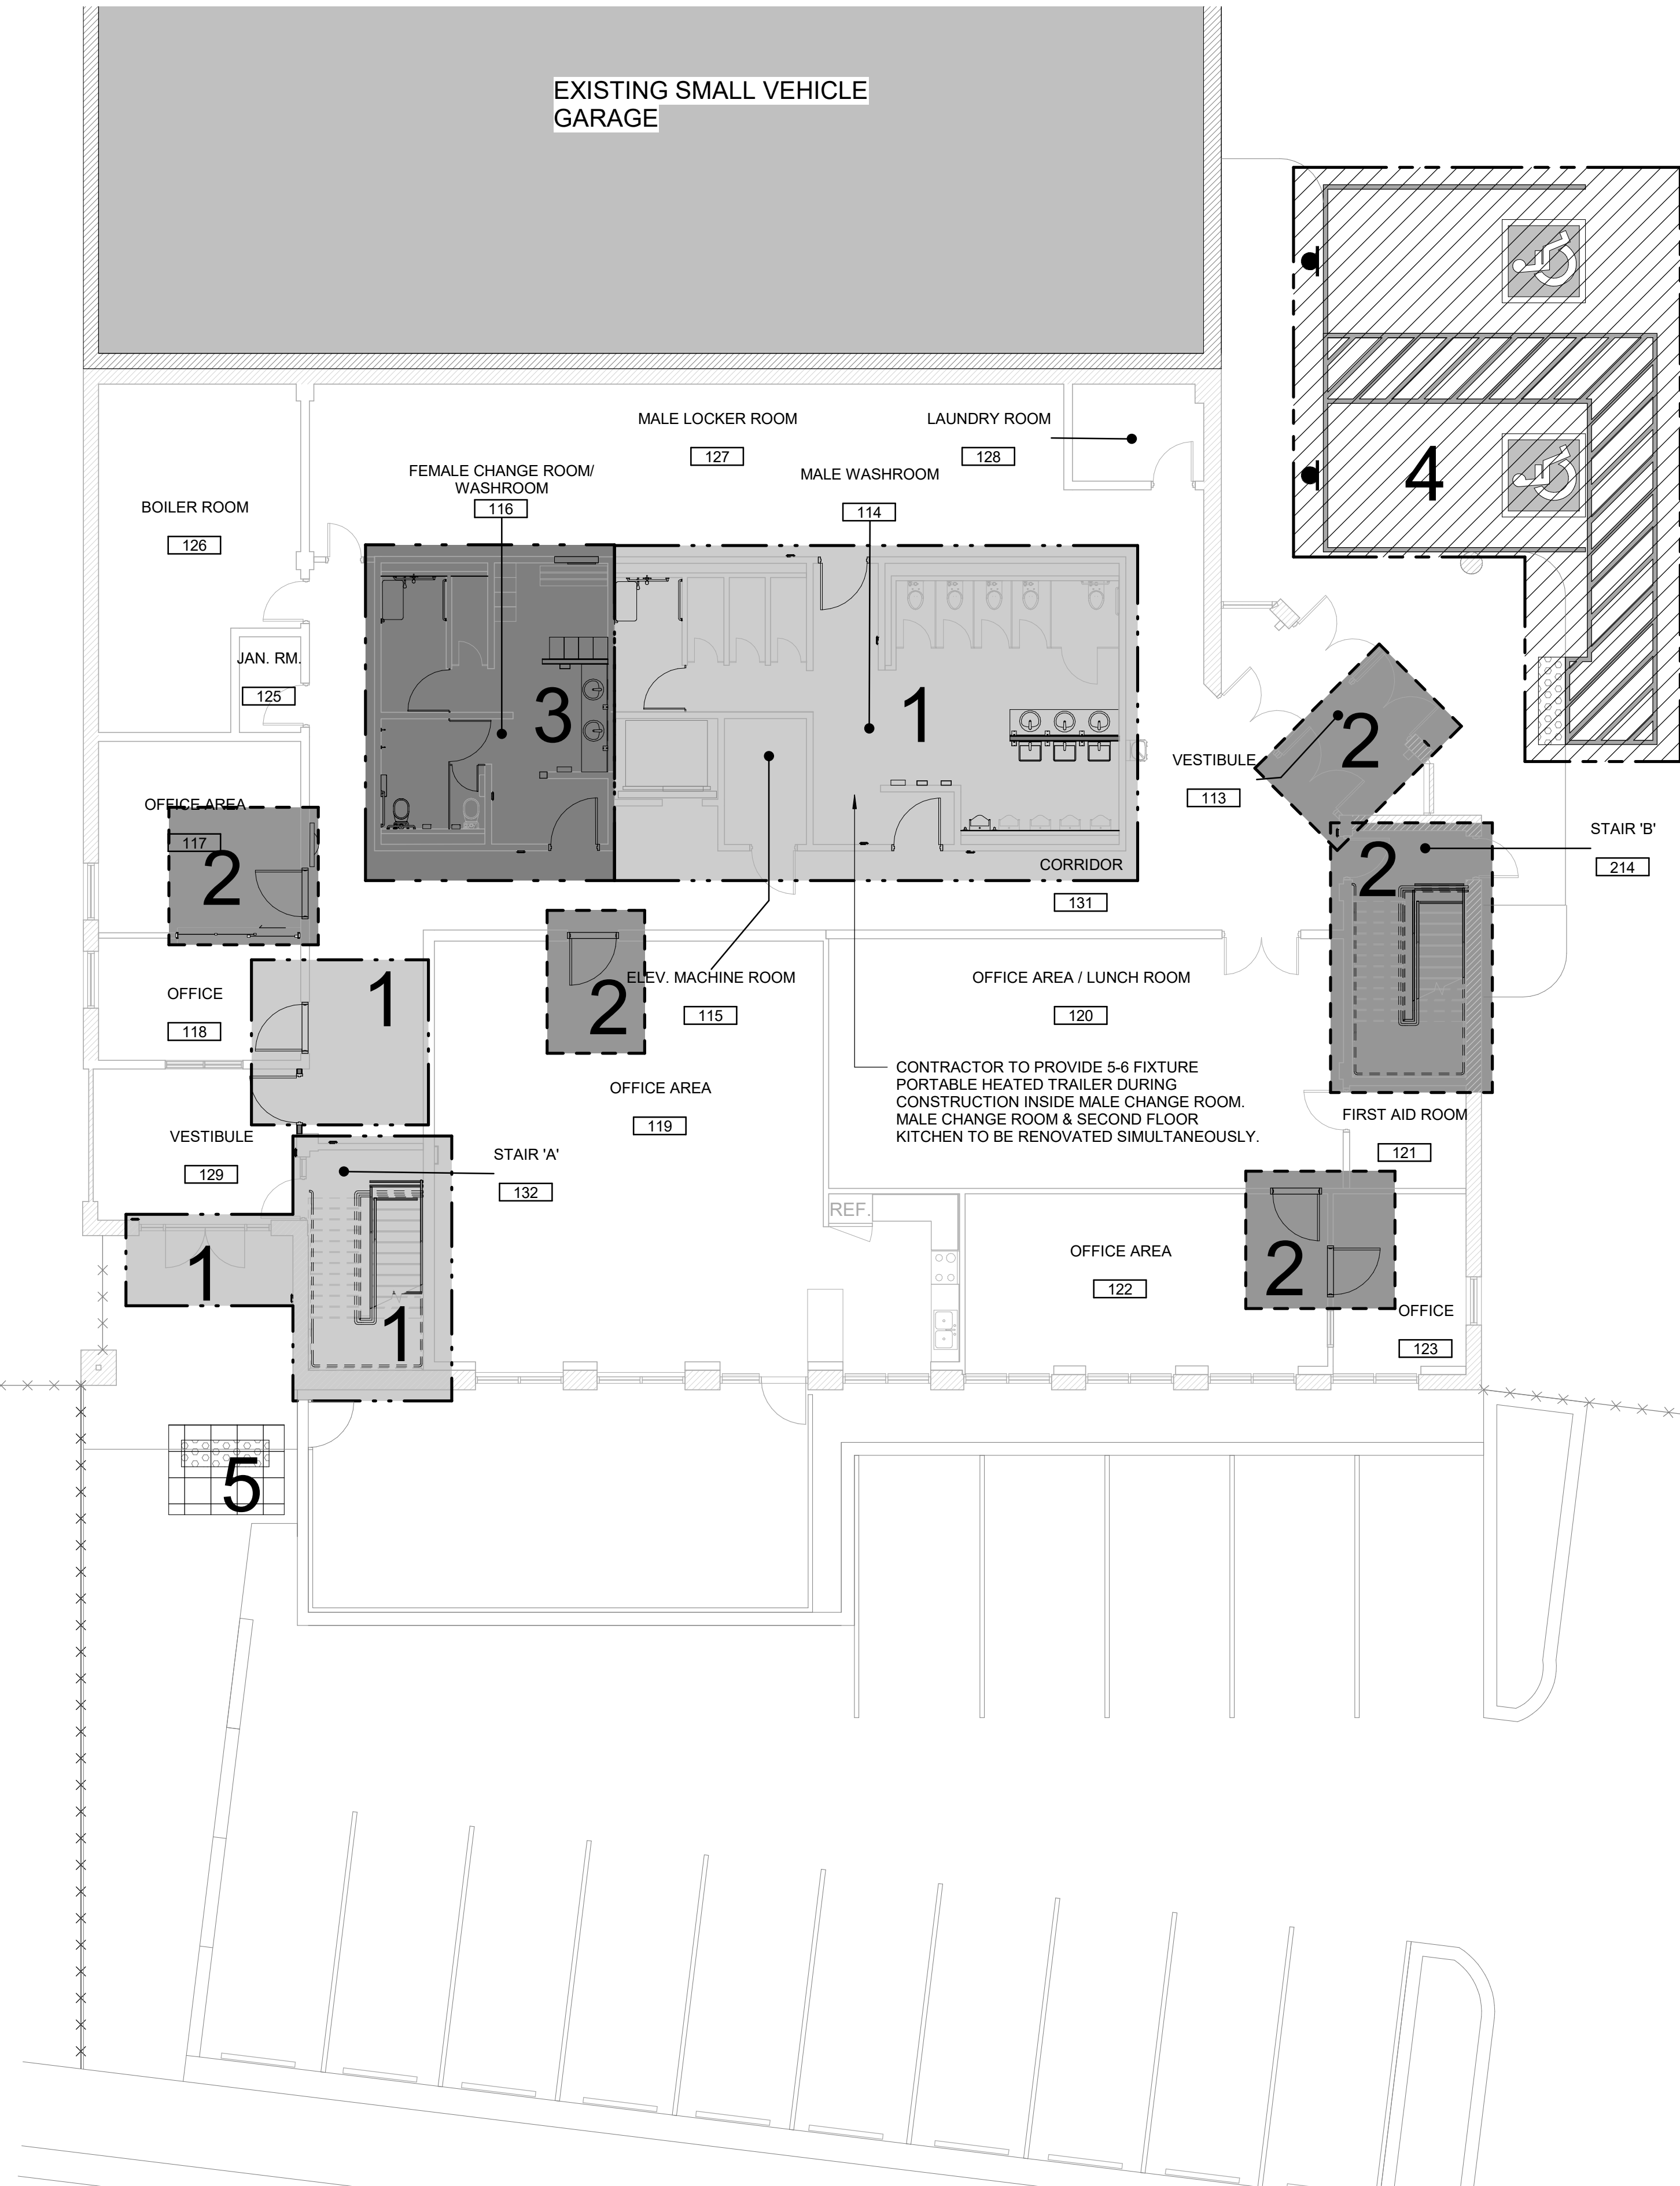 EXISTING SMALL VEHICLE
GARAGE
MALE LOCKER ROOM
127
LAUNDRY ROOM
128
FEMALE CHANGE ROOM/
WASHROOM
116
MALE WASHROOM
114
4
BOILER ROOM
126
JAN. RM.
125
3
1
VESTIBULE
113
2
OFFICE AREA
117
2
CORRIDOR
131
2
STAIR 'B'
214
OFFICE
118
1
2
ELEV. MACHINE ROOM
115
OFFICE AREA / LUNCH ROOM
120
OFFICE AREA
119
CONTRACTOR TO PROVIDE 5-6 FIXTURE
PORTABLE HEATED TRAILER DURING
CONSTRUCTION INSIDE MALE CHANGE ROOM.
MALE CHANGE ROOM & SECOND FLOOR
KITCHEN TO BE RENOVATED SIMULTANEOUSLY.
FIRST AID ROOM
121
VESTIBULE
129
STAIR 'A'
132
REF.
1
1
OFFICE AREA
122
2
OFFICE
123
5